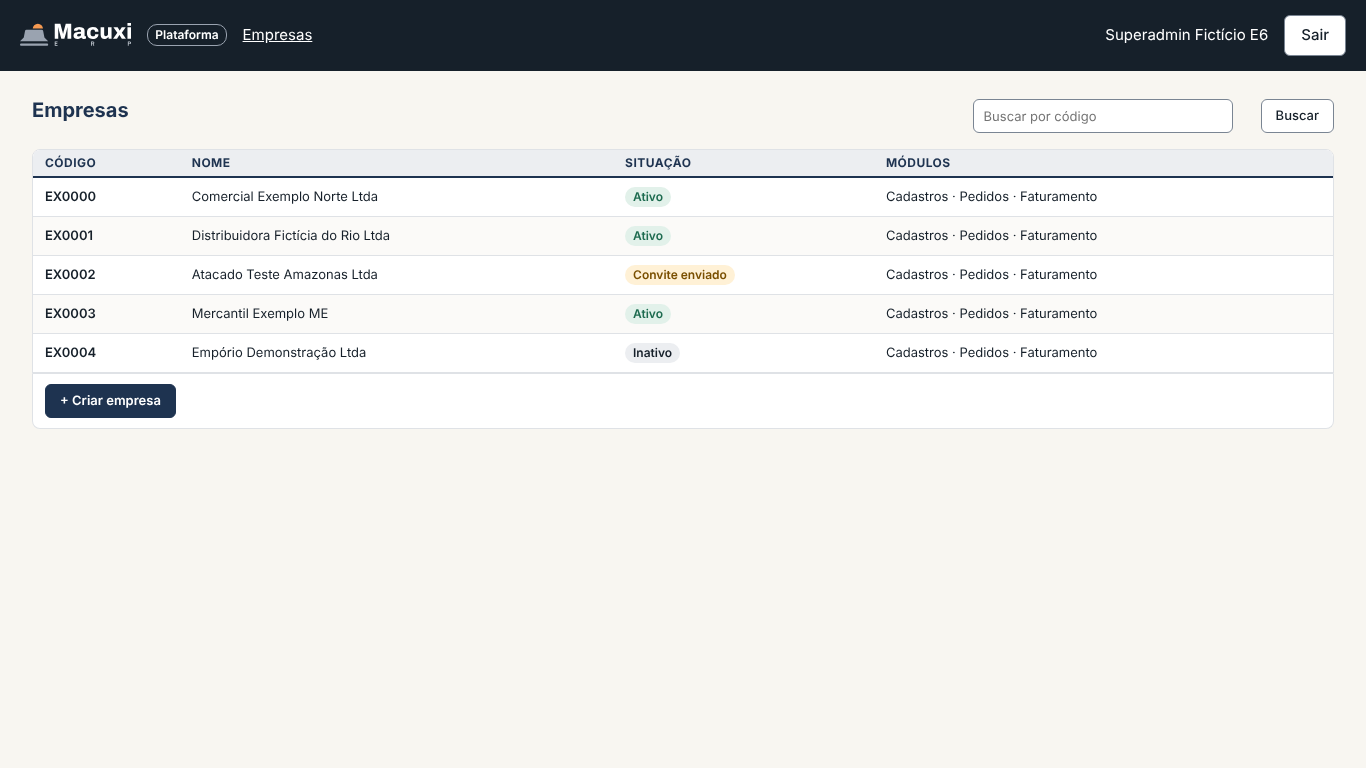 Macuxi
E R P
Plataforma
Empresas
Superadmin Fictício E6
Sair
Empresas
Buscar por código
Buscar
CÓDIGO NOME SITUAÇÃO MÓDULOS
EX0000 Comercial Exemplo Norte Ltda Ativo Cadastros · Pedidos · Faturamento
EX0001 Distribuidora Fictícia do Rio Ltda Ativo Cadastros · Pedidos · Faturamento
EX0002 Atacado Teste Amazonas Ltda Convite enviado Cadastros · Pedidos · Faturamento
EX0003 Mercantil Exemplo ME Ativo Cadastros · Pedidos · Faturamento
EX0004 Empório Demonstração Ltda Inativo Cadastros · Pedidos · Faturamento
+ Criar empresa